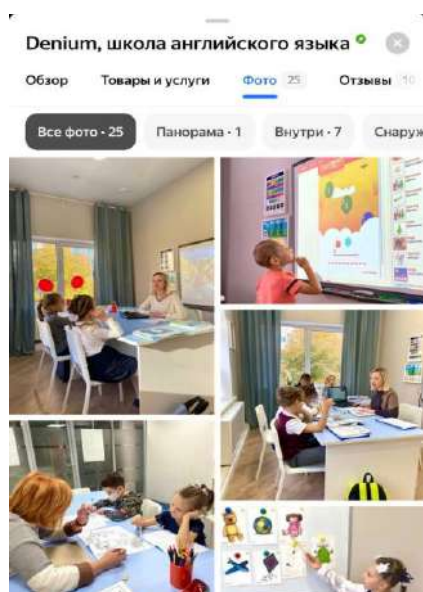 Denium, школа английского языка
Обзор Товары и услуги Фото 25 Отзывы 10
Все фото · 25 Панорама · 1 Внутри · 7 Снаруж